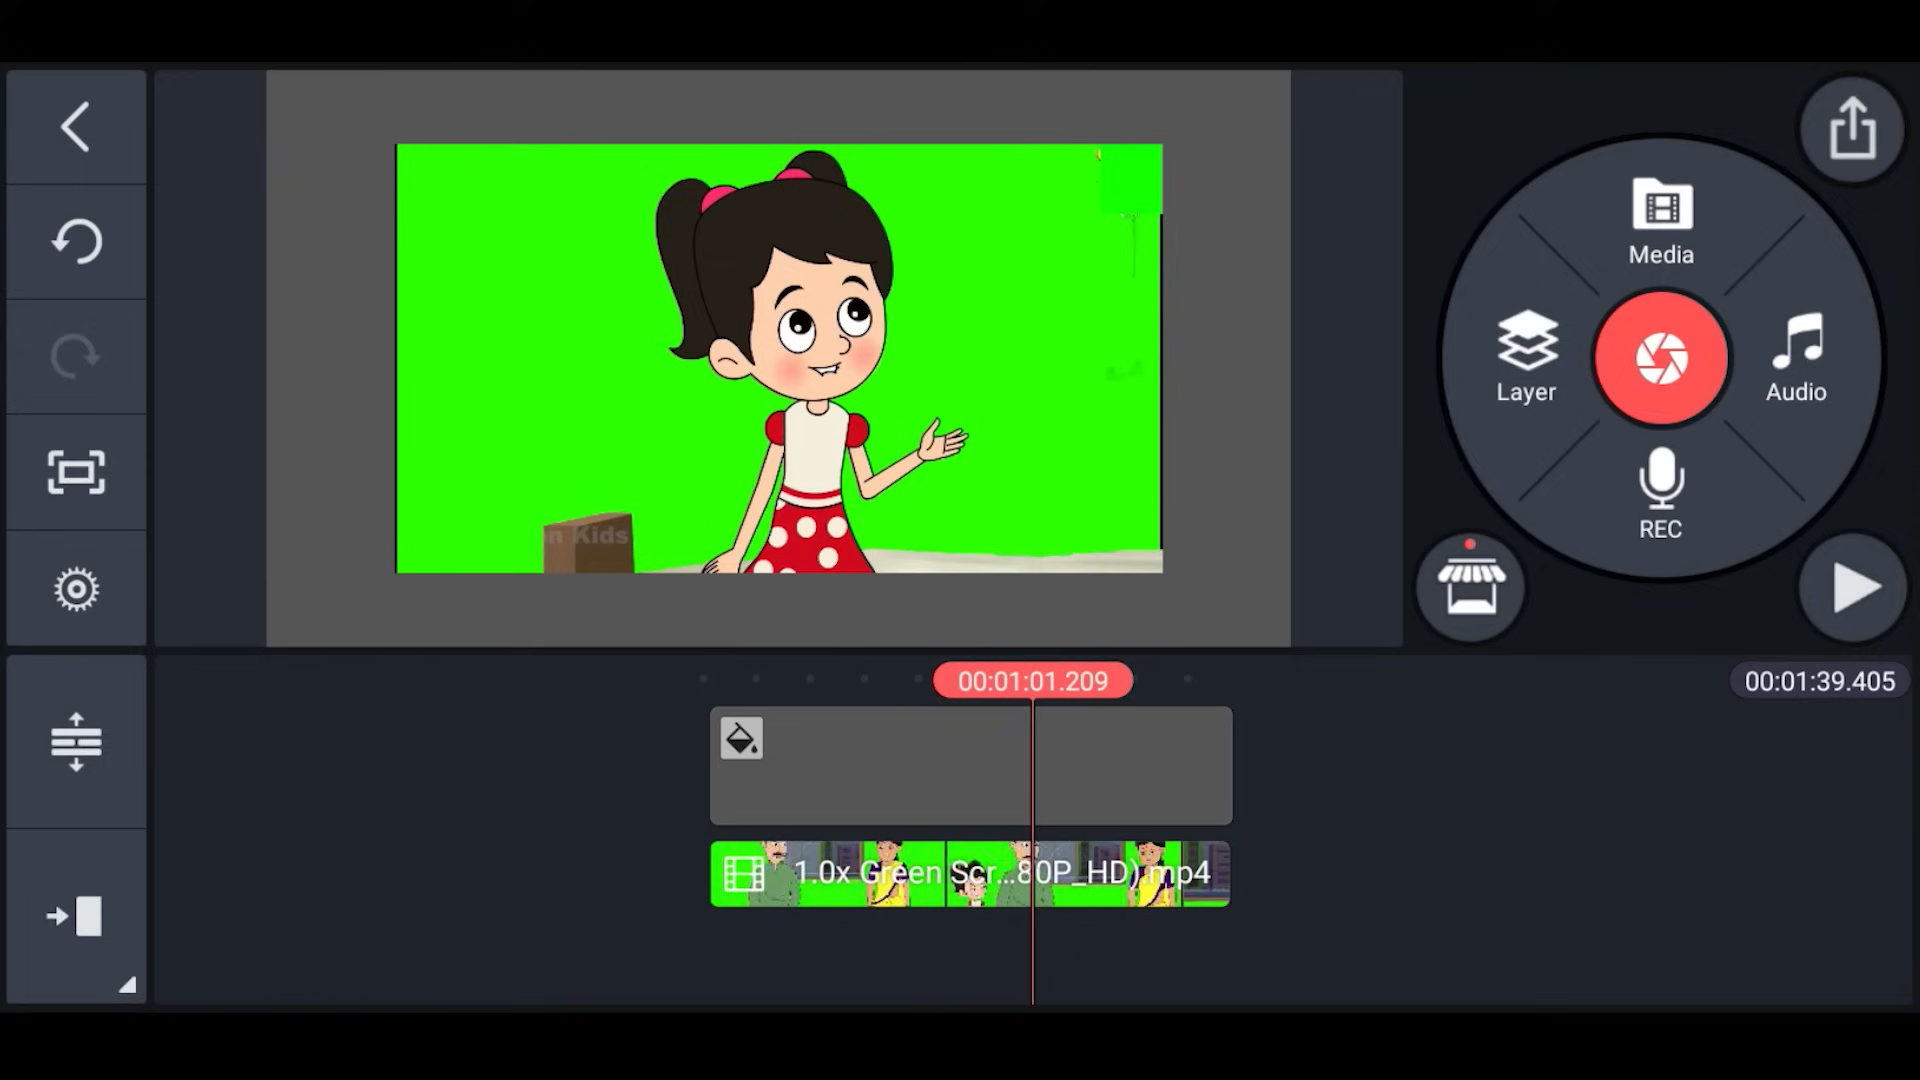 Media
Layer
Audio
REC
n Kids
00:01:01.209
00:01:39.405
1.0x Green Scr...80P_HD).mp4